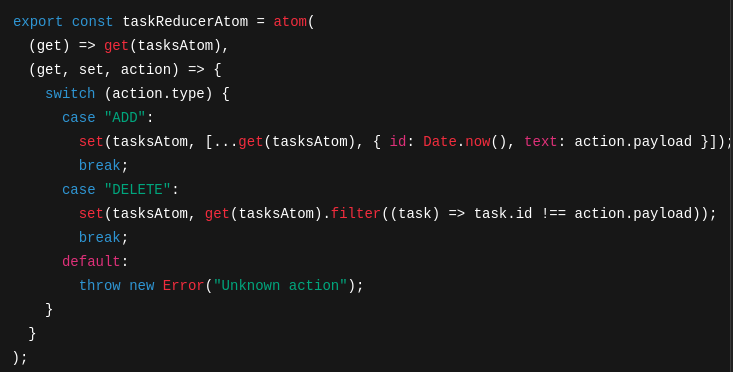 export const taskReducerAtom = atom(
  (get) => get(tasksAtom),
  (get, set, action) => {
    switch (action.type) {
      case "ADD":
        set(tasksAtom, [...get(tasksAtom), { id: Date.now(), text: action.payload }]);
        break;
      case "DELETE":
        set(tasksAtom, get(tasksAtom).filter((task) => task.id !== action.payload));
        break;
      default:
        throw new Error("Unknown action");
    }
  }
);